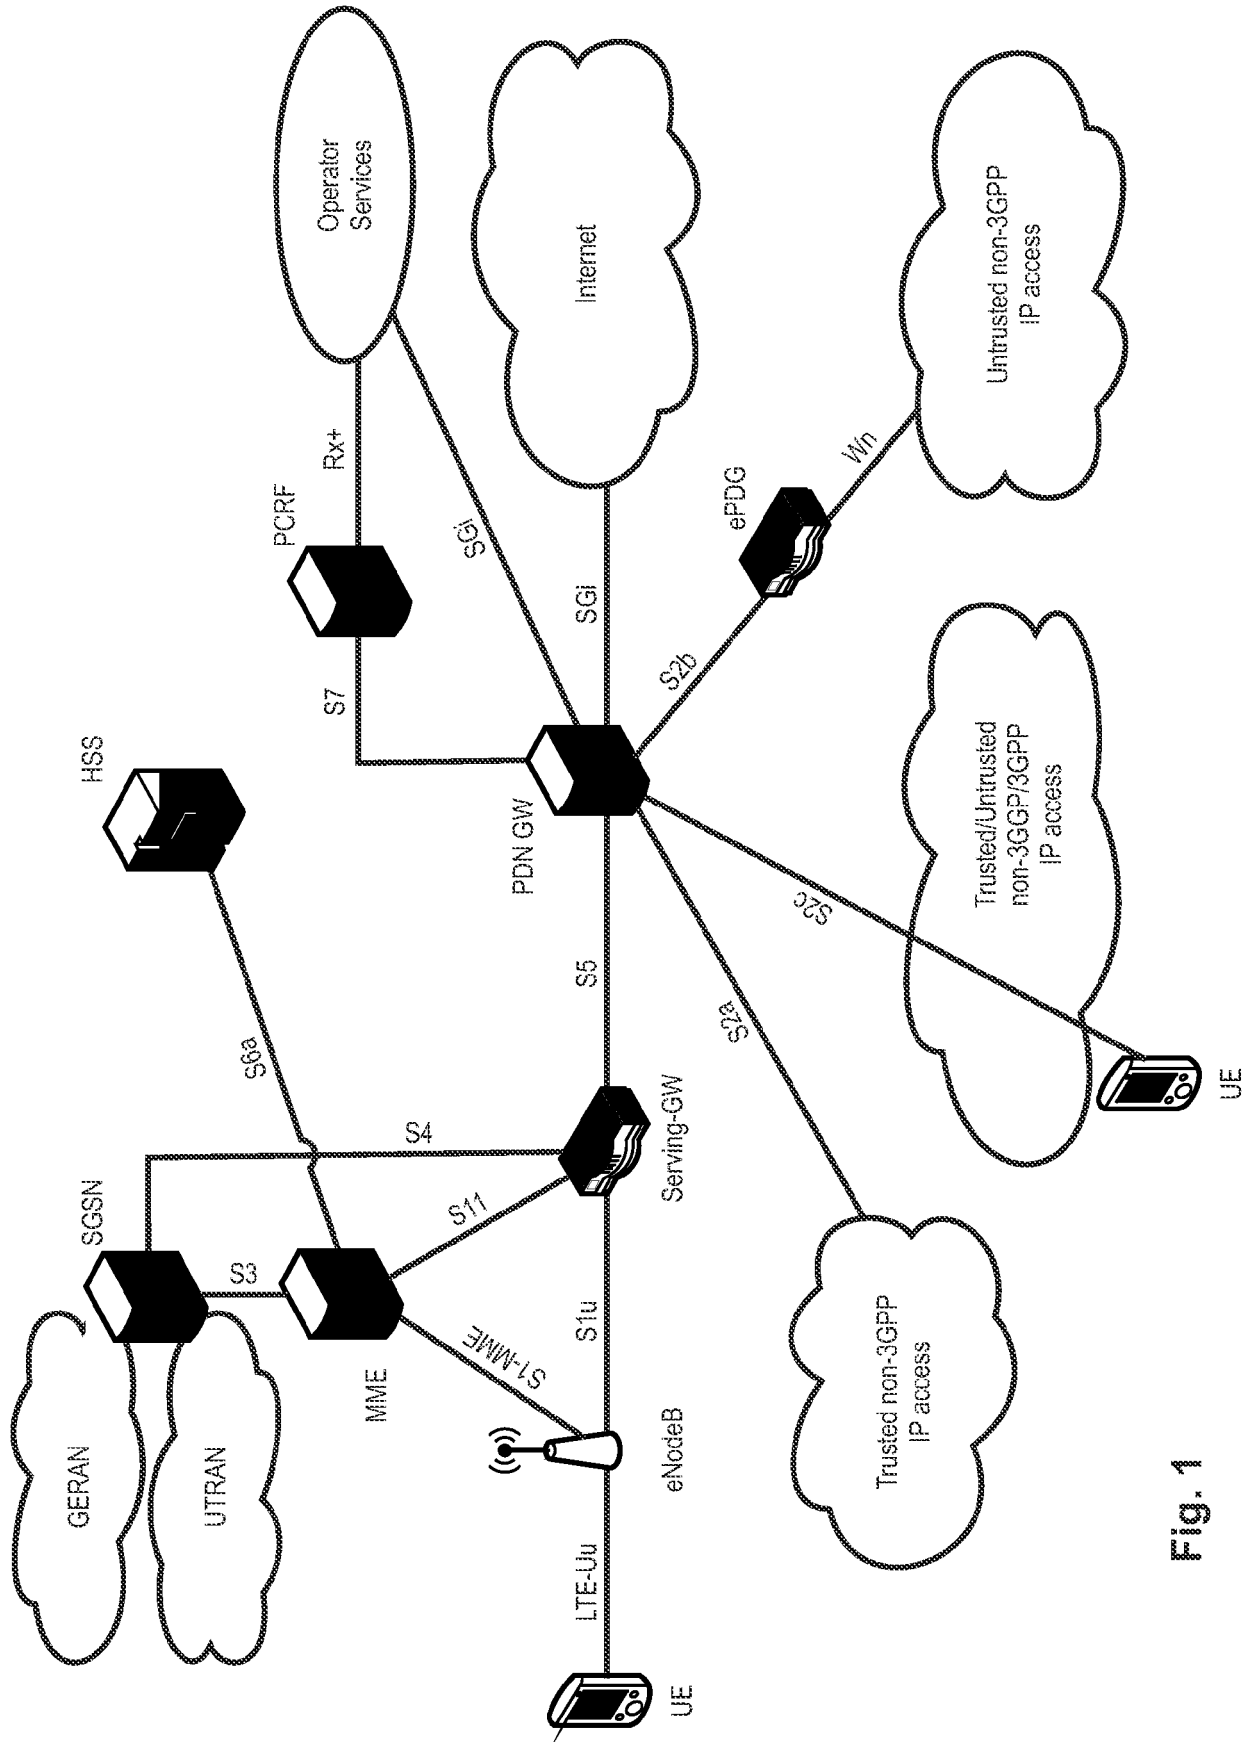 GERAN
UTRAN
SGSN
HSS
S3
S4
S6a
MME
S11
S1-MME
PCRF
S7
Rx+
Operator
Services
SGi
PDN GW
LTE-Uu
S1u
S5
SGi
Internet
UE
eNodeB
Serving-GW
S2a
S2c
S2b
ePDG
Wn
Trusted non-3GPP
IP access
Trusted/Untrusted
non-3GGP/3GPP
IP access
Untrusted non-3GPP
IP access
UE
Fig. 1